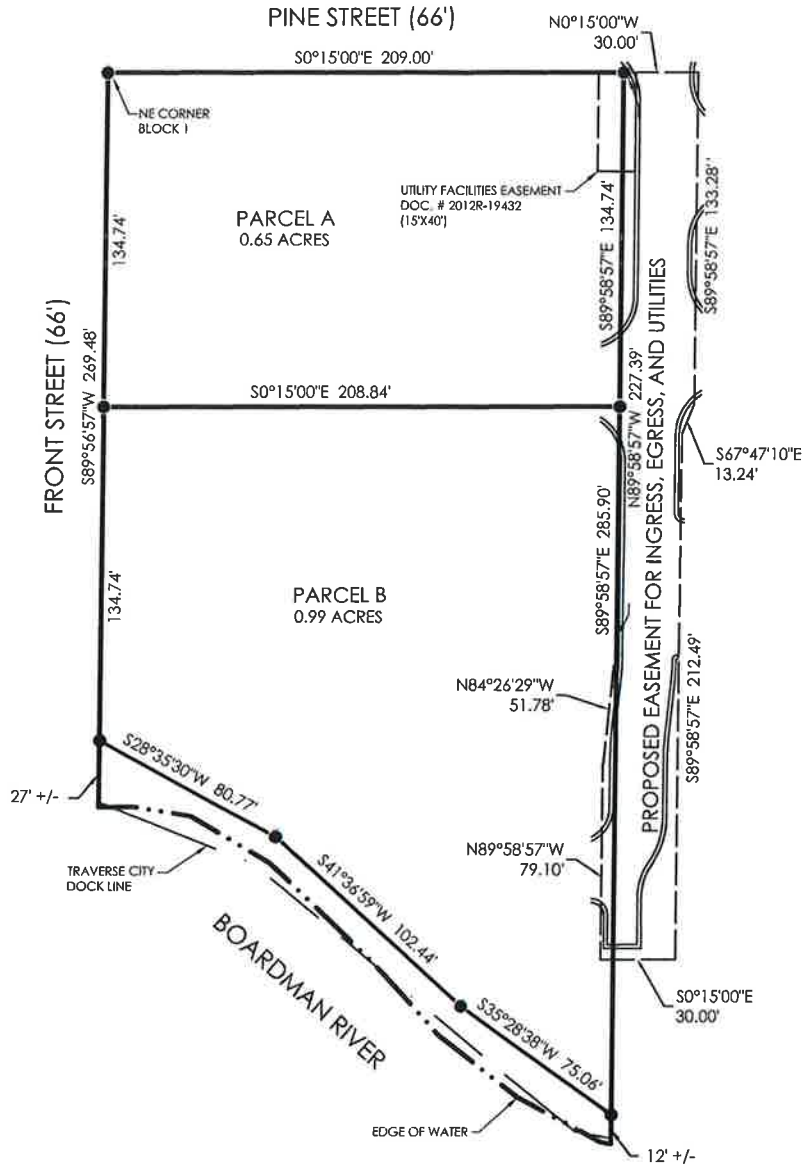 PINE STREET (66')
N0°15'00"W
30.00'
S0°15'00"E 209.00'
NE CORNER
BLOCK 1
UTILITY FACILITIES EASEMENT
DOC. # 2012R-19432
(15'X40')
PARCEL A
0.65 ACRES
134.74'
S89°58'57"E 134.74'
S89°58'57"E 133.28'
FRONT STREET (66')
S89°56'57"W 269.48'
S0°15'00"E 208.84'
N89°58'57"W 227.39'
PROPOSED EASEMENT FOR INGRESS, EGRESS, AND UTILITIES
S67°47'10"E
13.24'
S89°58'57"E 285.90'
134.74'
PARCEL B
0.99 ACRES
N84°26'29"W
51.78'
S89°58'57"E 212.49'
S28°35'30"W 80.77'
27' +/-
N89°58'57"W
79.10'
TRAVERSE CITY
DOCK LINE
S41°36'59"W 102.44'
BOARDMAN RIVER
S0°15'00"E
30.00'
S35°28'38"W 75.06'
EDGE OF WATER
12' +/-